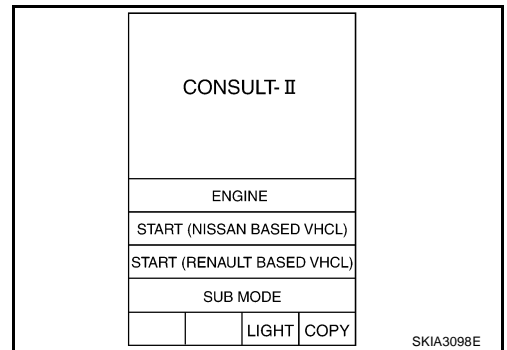 CONSULT-Ⅱ
ENGINE
START (NISSAN BASED VHCL)
START (RENAULT BASED VHCL)
SUB MODE
LIGHT COPY
SKIA3098E